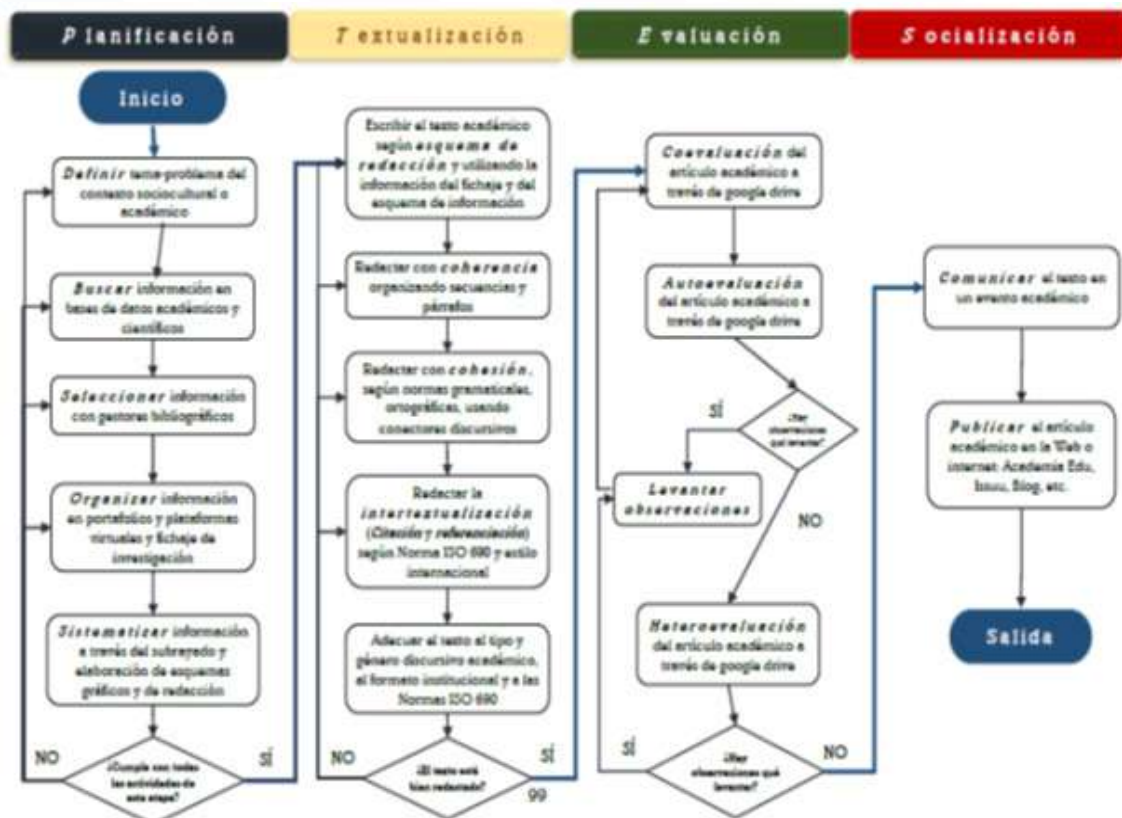 Planificación
Textualización
Evaluación
Socialización
Inicio
Definir tema-problema del
contexto sociocultural o
académico
Buscar información en
bases de datos académicos y
científicos
Seleccionar información
con gestores bibliográficos
Organizar información
en portafolios y plataformas
virtuales y fichaje de
investigación
Sistematizar información
a través del subrayado y
elaboración de esquemas
gráficos y de redacción
NO
¿Cumple con todas
las actividades de
esta etapa?
SÍ
Escribir el texto académico
según esquema de
redacción y utilizando la
información del fichaje y del
esquema de información
Redactar con coherencia
organizando secuencias y
párrafos
Redactar con cohesión,
según normas gramaticales,
ortográficas, usando
conectores discursivos
Redactar la
intertextualización
(Citación y referenciación)
según Norma ISO 690 y estilo
internacional
Adecuar el texto al tipo y
género discursivo académico,
al formato institucional y a las
Normas ISO 690
NO
¿El texto está
bien redactado?
SÍ
99
Coevaluación del
artículo académico a
través de google drive
Autoevaluación
del artículo académico a
través de google drive
SÍ
¿Hay
observaciones
qué levantar?
Levantar
observaciones
NO
Heteroevaluación
del artículo académico a
través de google drive
SÍ
¿Hay
observaciones qué
levantar?
NO
Comunicar el texto en
un evento académico
Publicar el artículo
académico en la Web o
internet: Academia Edu,
Issuu, Blog, etc.
Salida